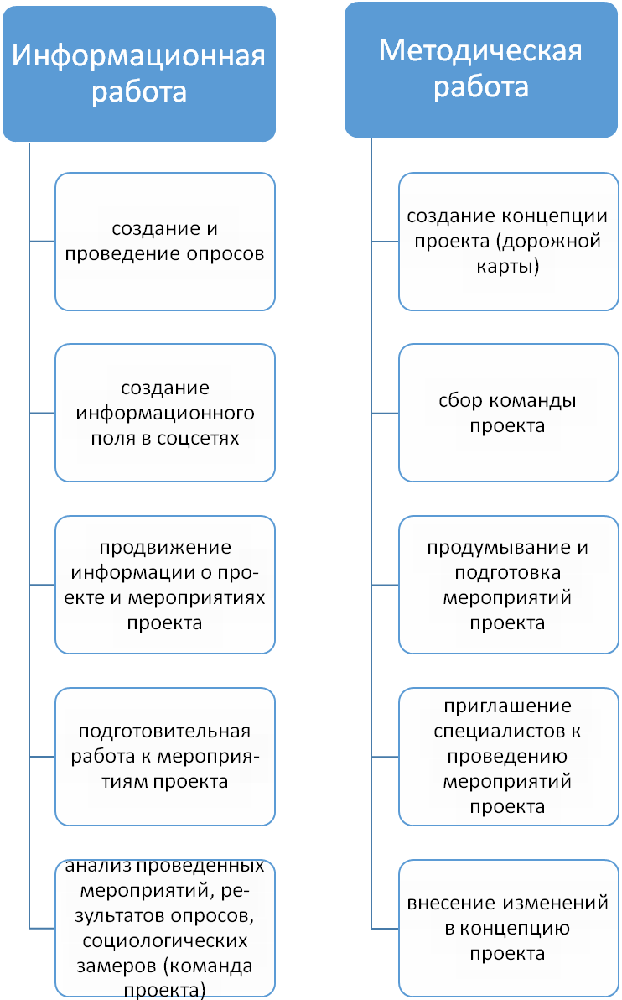 Информационная
работа
создание и
проведение опросов
создание
информационного
поля в соцсетях
продвижение
информации о про-
екте и мероприятиях
проекта
подготовительная
работа к мероприя-
тиям проекта
анализ проведенных
мероприятий, ре-
зультатов опросов,
социологических
замеров (команда
проекта)
Методическая
работа
создание концепции
проекта (дорожной
карты)
сбор команды
проекта
продумывание и
подготовка
мероприятий
проекта
приглашение
специалистов к
проведению
мероприятий
проекта
внесение изменений
в концепцию
проекта